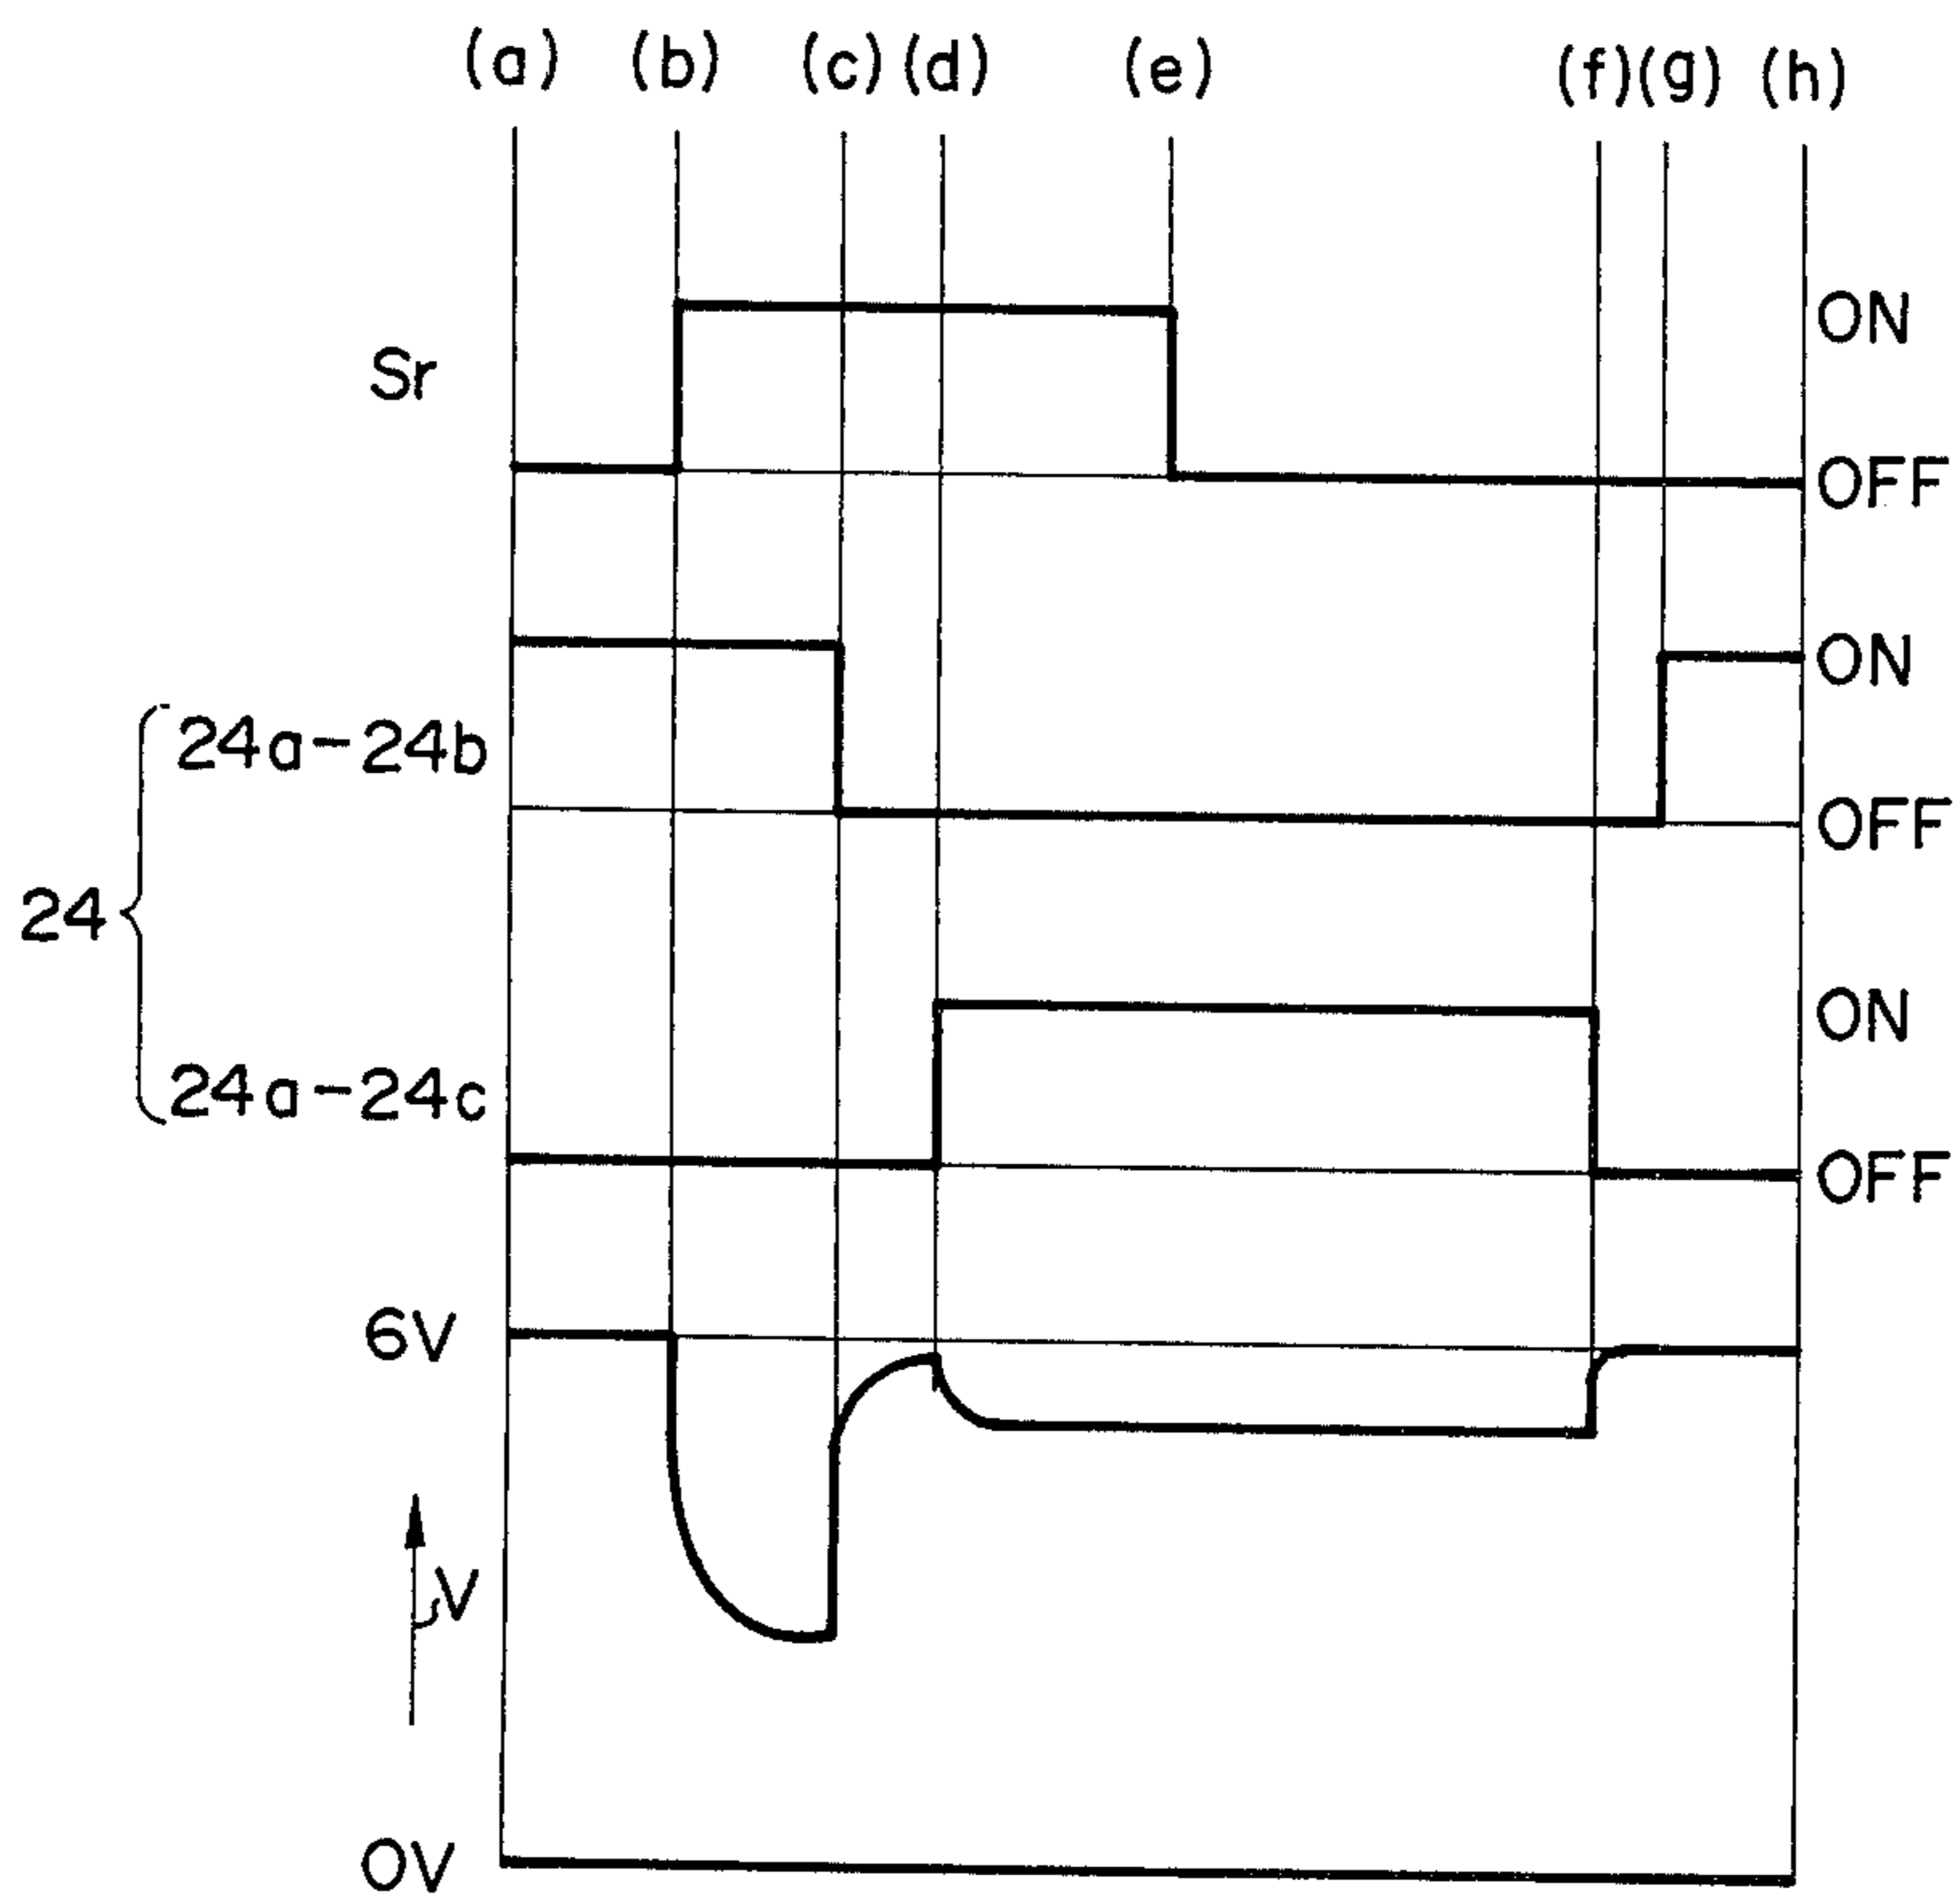 (a) (b) (c) (d) (e) (f) (g) (h)
ON
Sr
OFF
ON
24a-24b
OFF
24
ON
24a-24c
OFF
6V
V
0V